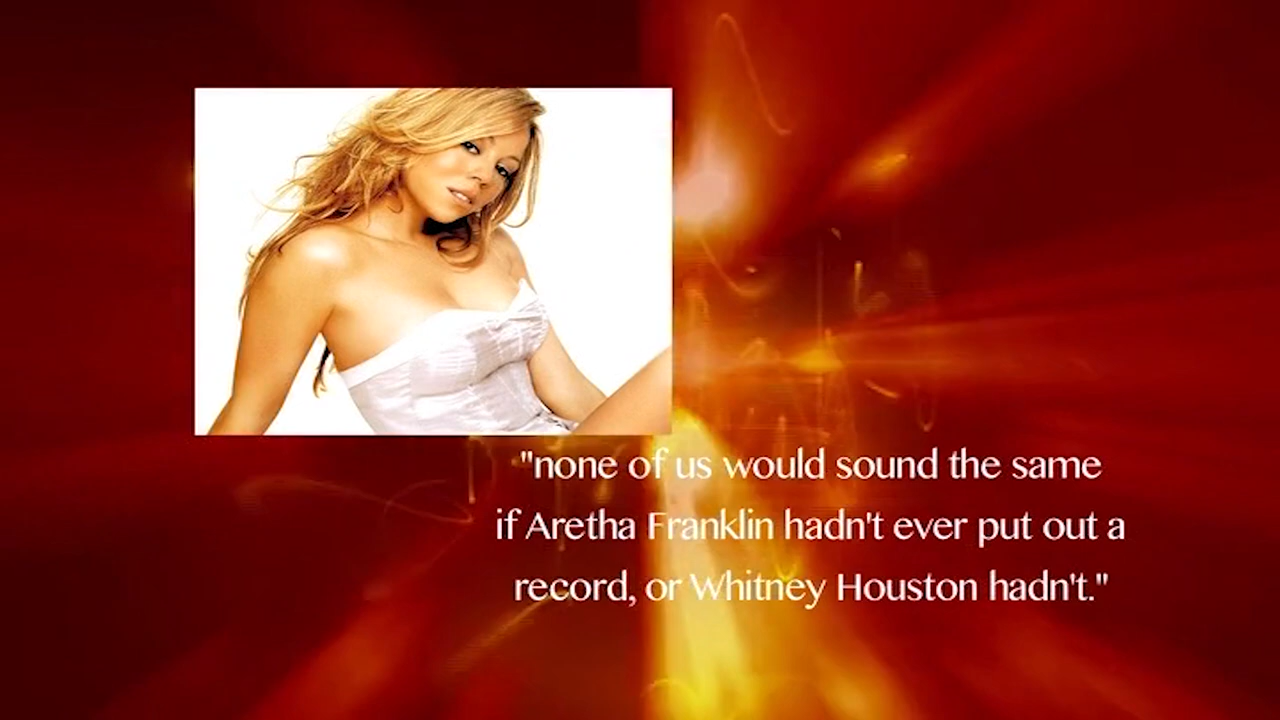 "none of us would sound the same
if Aretha Franklin hadn't ever put out a
record, or Whitney Houston hadn't."